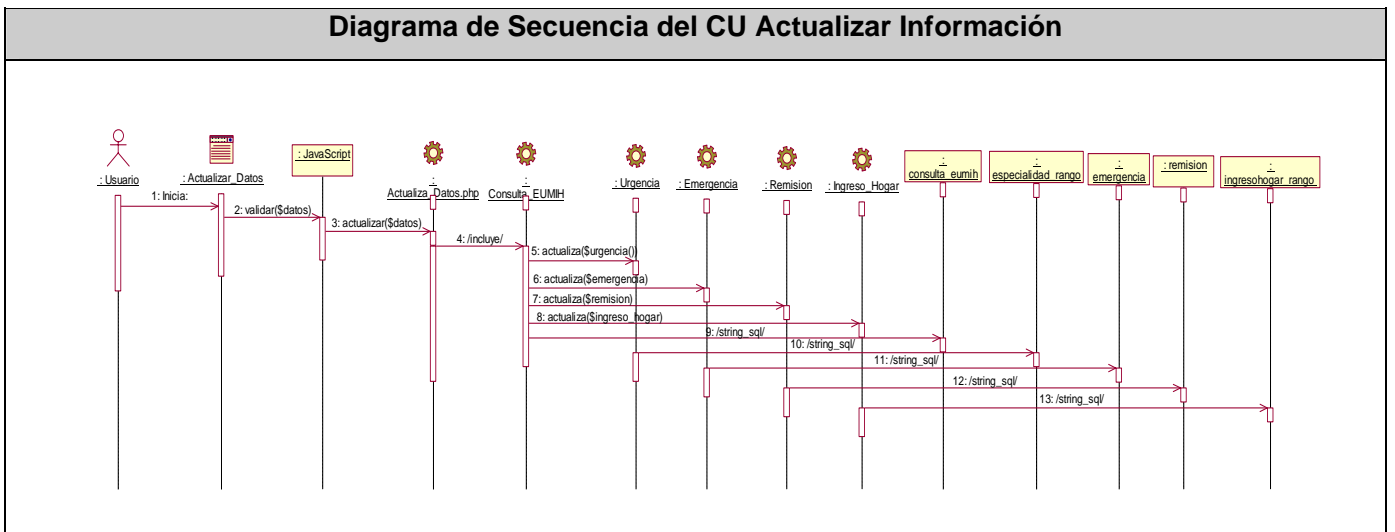 Diagrama de Secuencia del CU Actualizar Información
: Usuario
: Actualizar_Datos
: JavaScript
:
Actualiza_Datos.php
:
Consulta_EUMIH
: Urgencia
: Emergencia
: Remision
: Ingreso_Hogar
:
consulta_eumih
:
especialidad_rango
:
emergencia
: remision
:
ingresohogar_rango
1: Inicia:
2: validar($datos)
3: actualizar($datos)
4: /incluye/
5: actualiza($urgencia())
6: actualiza($emergencia)
7: actualiza($remision)
8: actualiza($ingreso_hogar)
9: /string_sql/
10: /string_sql/
11: /string_sql/
12: /string_sql/
13: /string_sql/